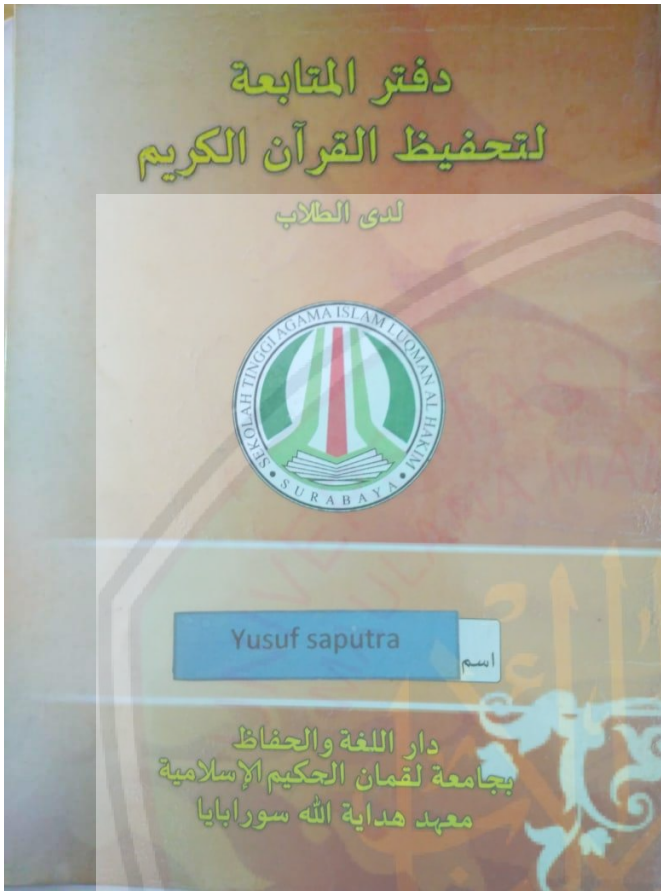 دفتر المتابعة
لتحفيظ القرآن الكريم
لدى الطلاب
SEKOLAH TINGGI AGAMA ISLAM LUQMAN AL HAKIM
• SURABAYA •
Yusuf saputra
اسم
دار اللغة والحفاظ
بجامعة لقمان الحكيم الإسلامية
معهد هداية الله سورابايا